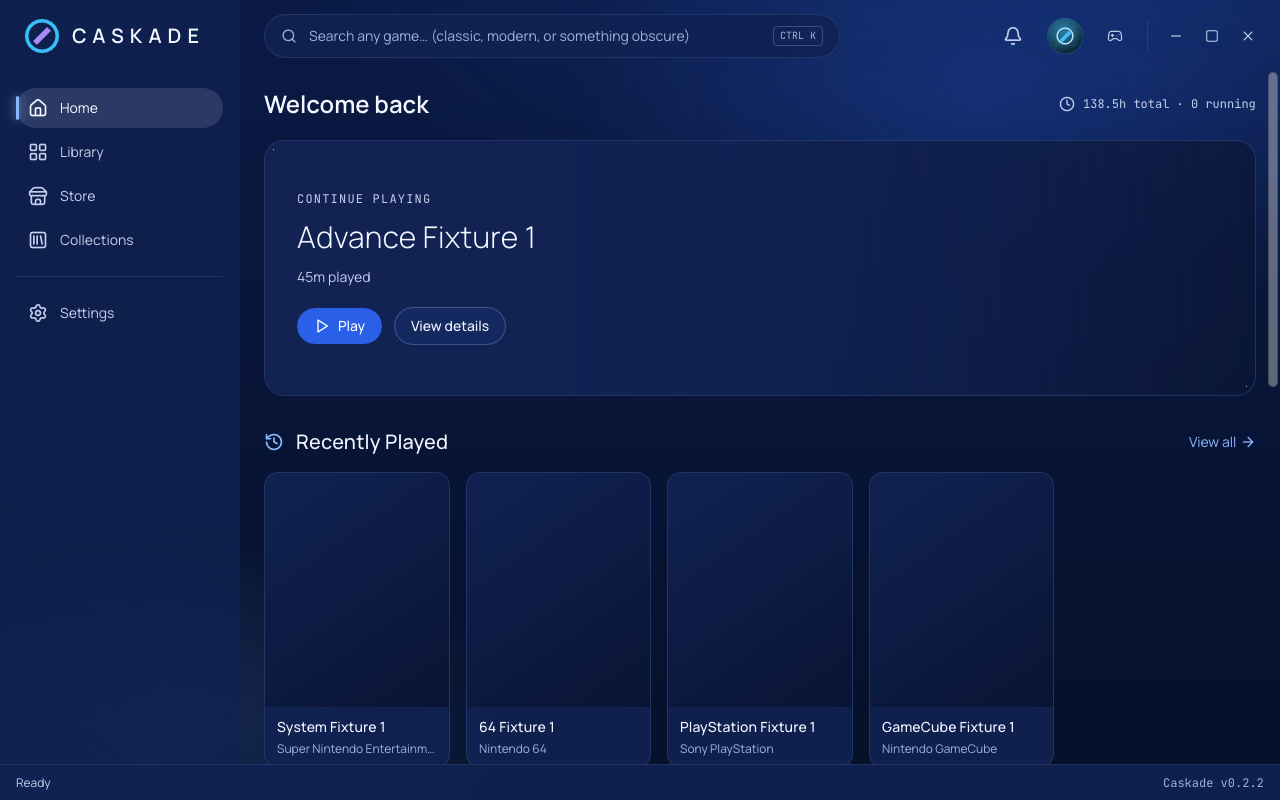 CASKADE
Search any game... (classic, modern, or something obscure)
CTRL K
Home
Library
Store
Collections
Settings
Welcome back
138.5h total · 0 running
CONTINUE PLAYING
Advance Fixture 1
45m played
Play
View details
Recently Played
View all
System Fixture 1
Super Nintendo Entertainm...
64 Fixture 1
Nintendo 64
PlayStation Fixture 1
Sony PlayStation
GameCube Fixture 1
Nintendo GameCube
Ready
Caskade v0.2.2